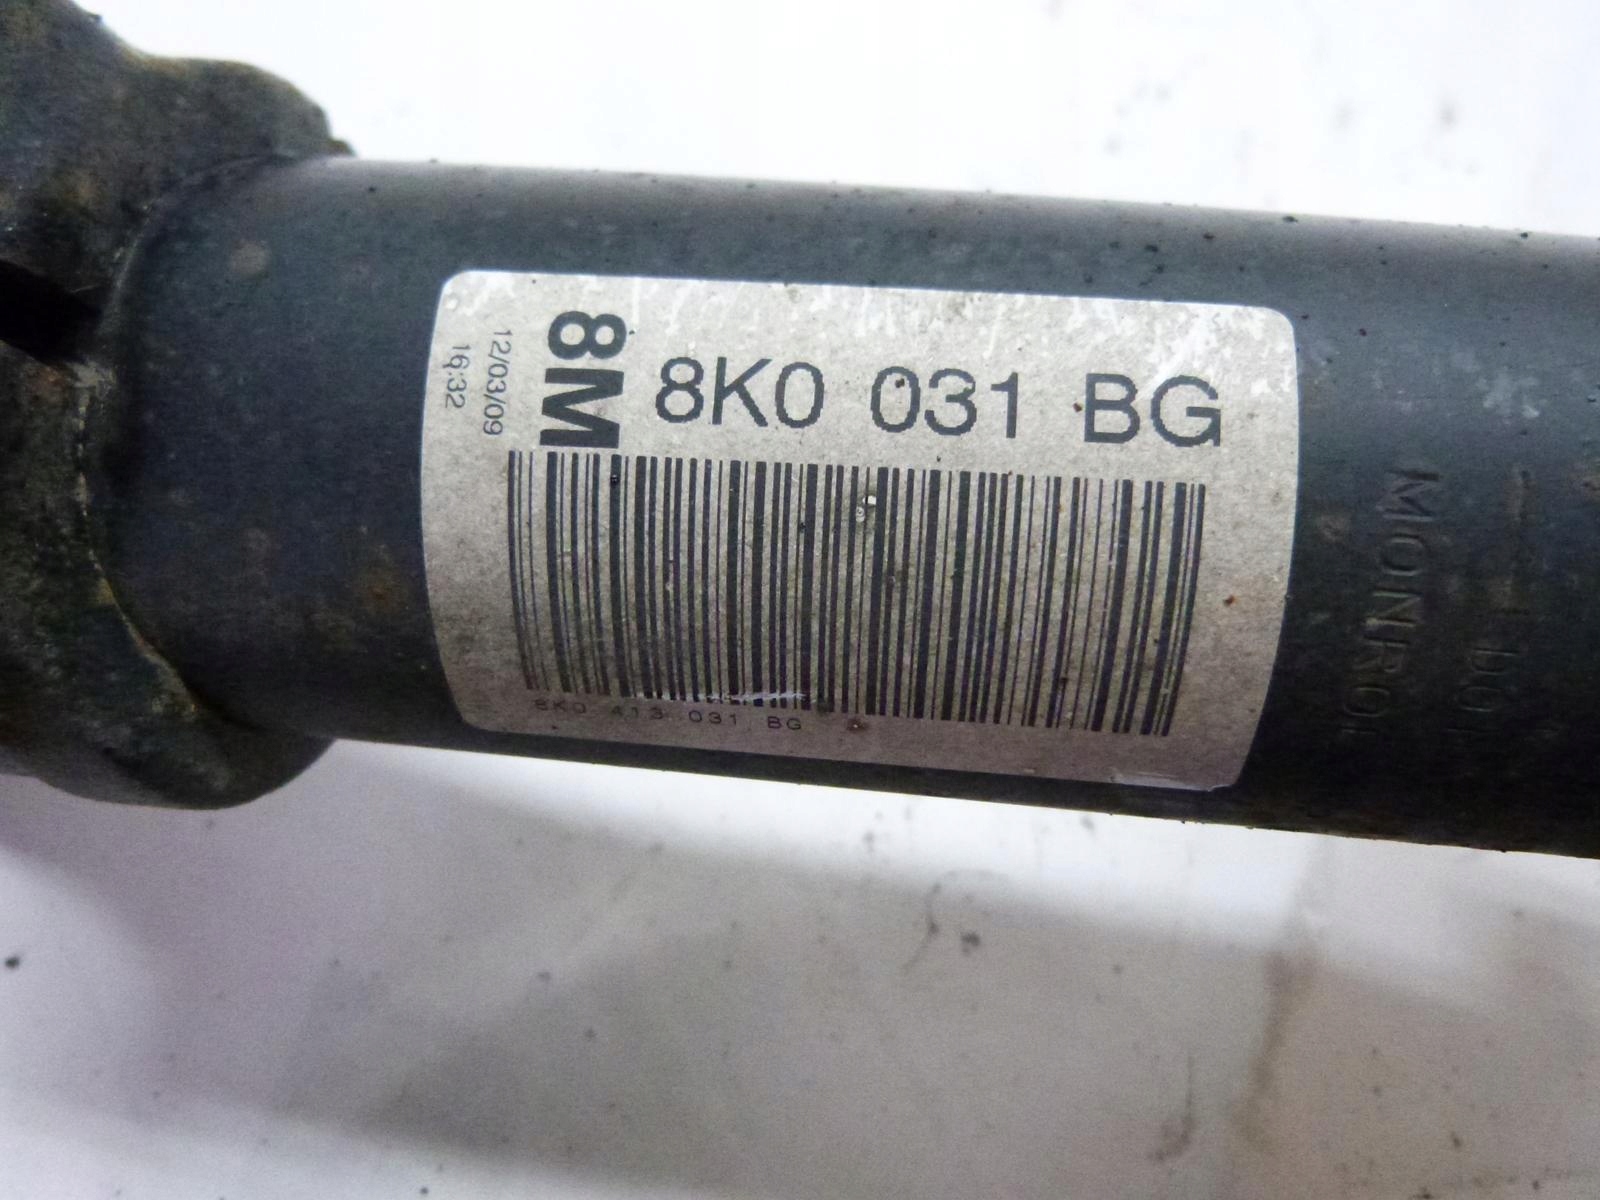 8M
12/03/09
16:32
8K0 031 BG
8K0 413 031 BG
MONROE